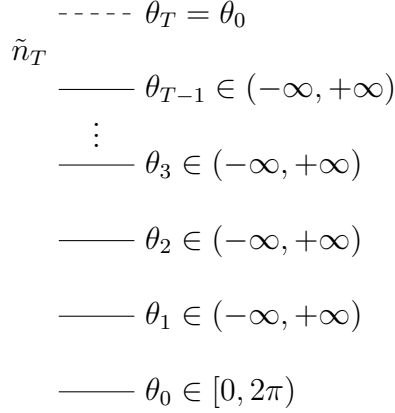 θ_T = θ_0
ñ_T
θ_{T−1} ∈ (−∞, +∞)
⋮
θ_3 ∈ (−∞, +∞)
θ_2 ∈ (−∞, +∞)
θ_1 ∈ (−∞, +∞)
θ_0 ∈ [0, 2π)